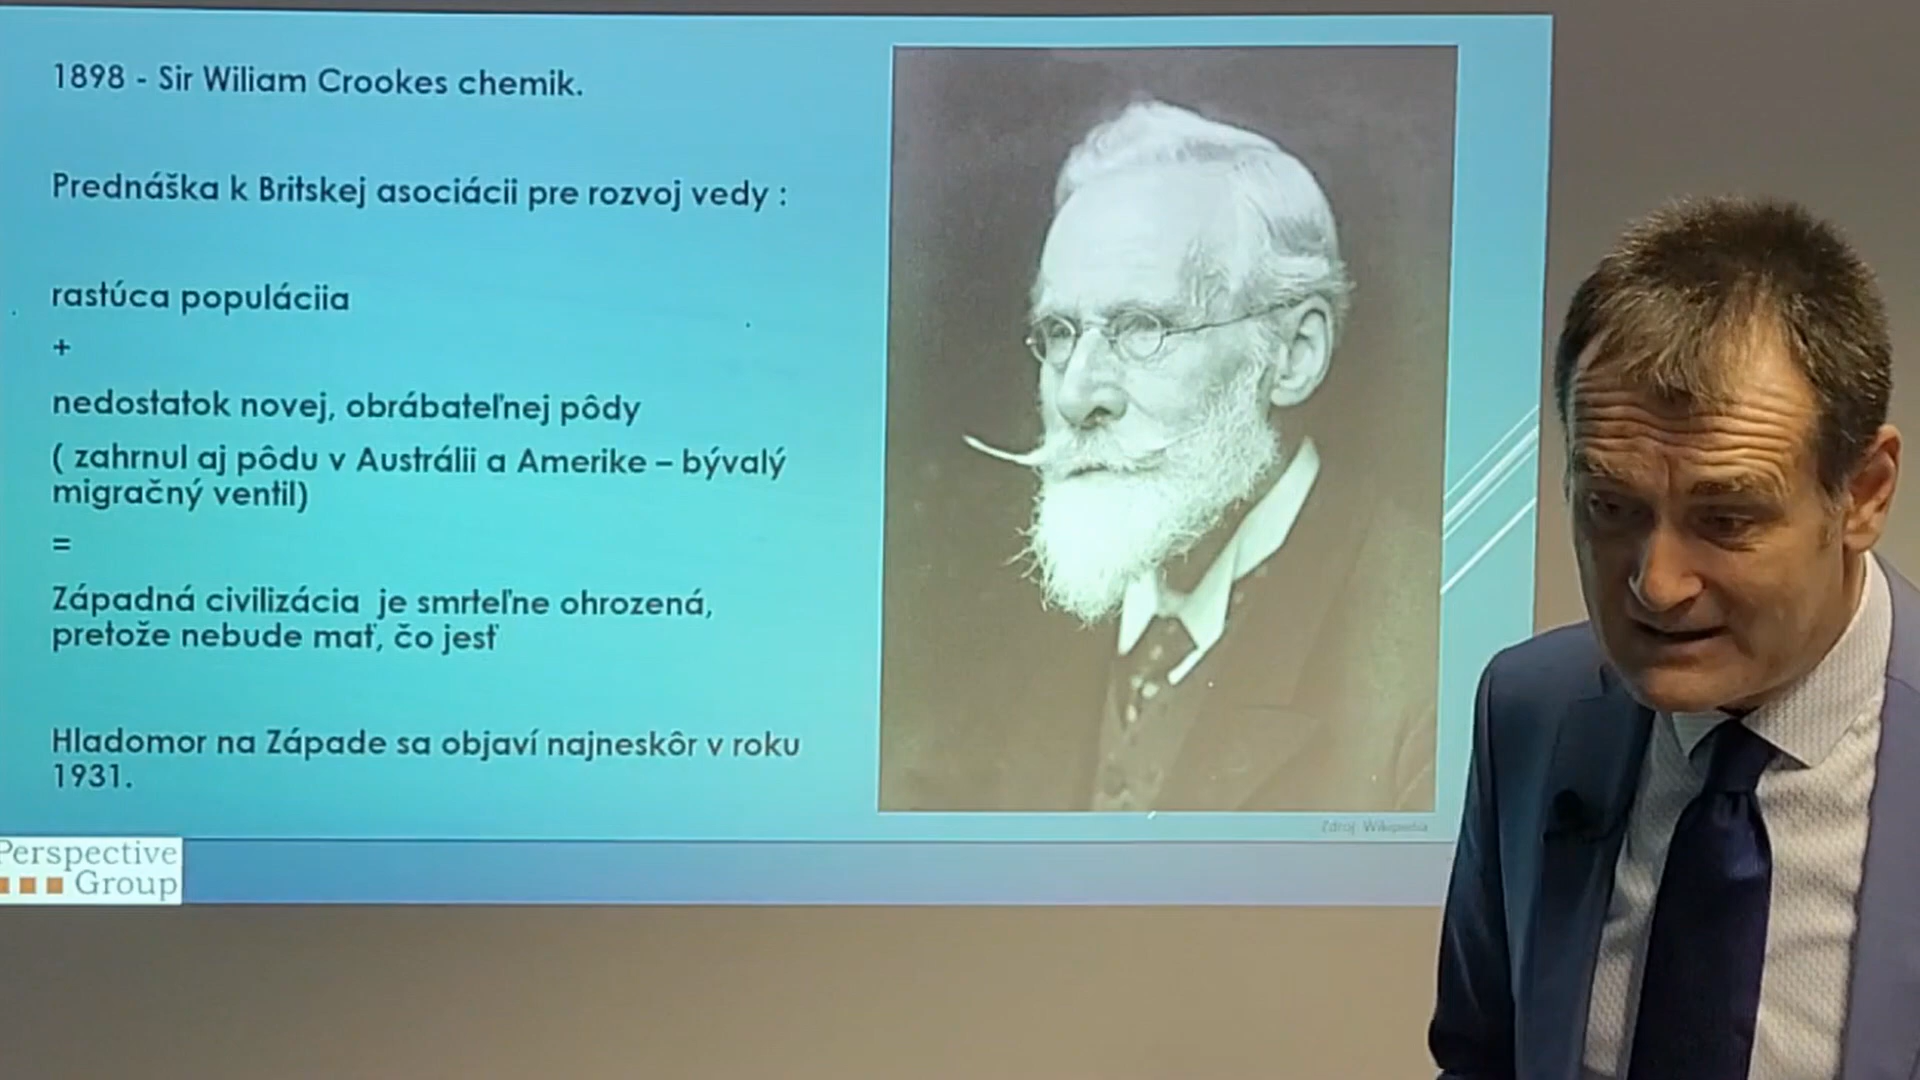 1898 - Sir Wiliam Crookes chemik.
Prednáška k Britskej asociácii pre rozvoj vedy :
rastúca populáciia
+
nedostatok novej, obrábateľnej pôdy
( zahrnul aj pôdu v Austrálii a Amerike – bývalý
migračný ventil)
=
Západná civilizácia je smrteľne ohrozená,
pretože nebude mať, čo jesť
Hladomor na Západe sa objaví najneskôr v roku
1931.
Zdroj Wikipedia
Perspective
Group